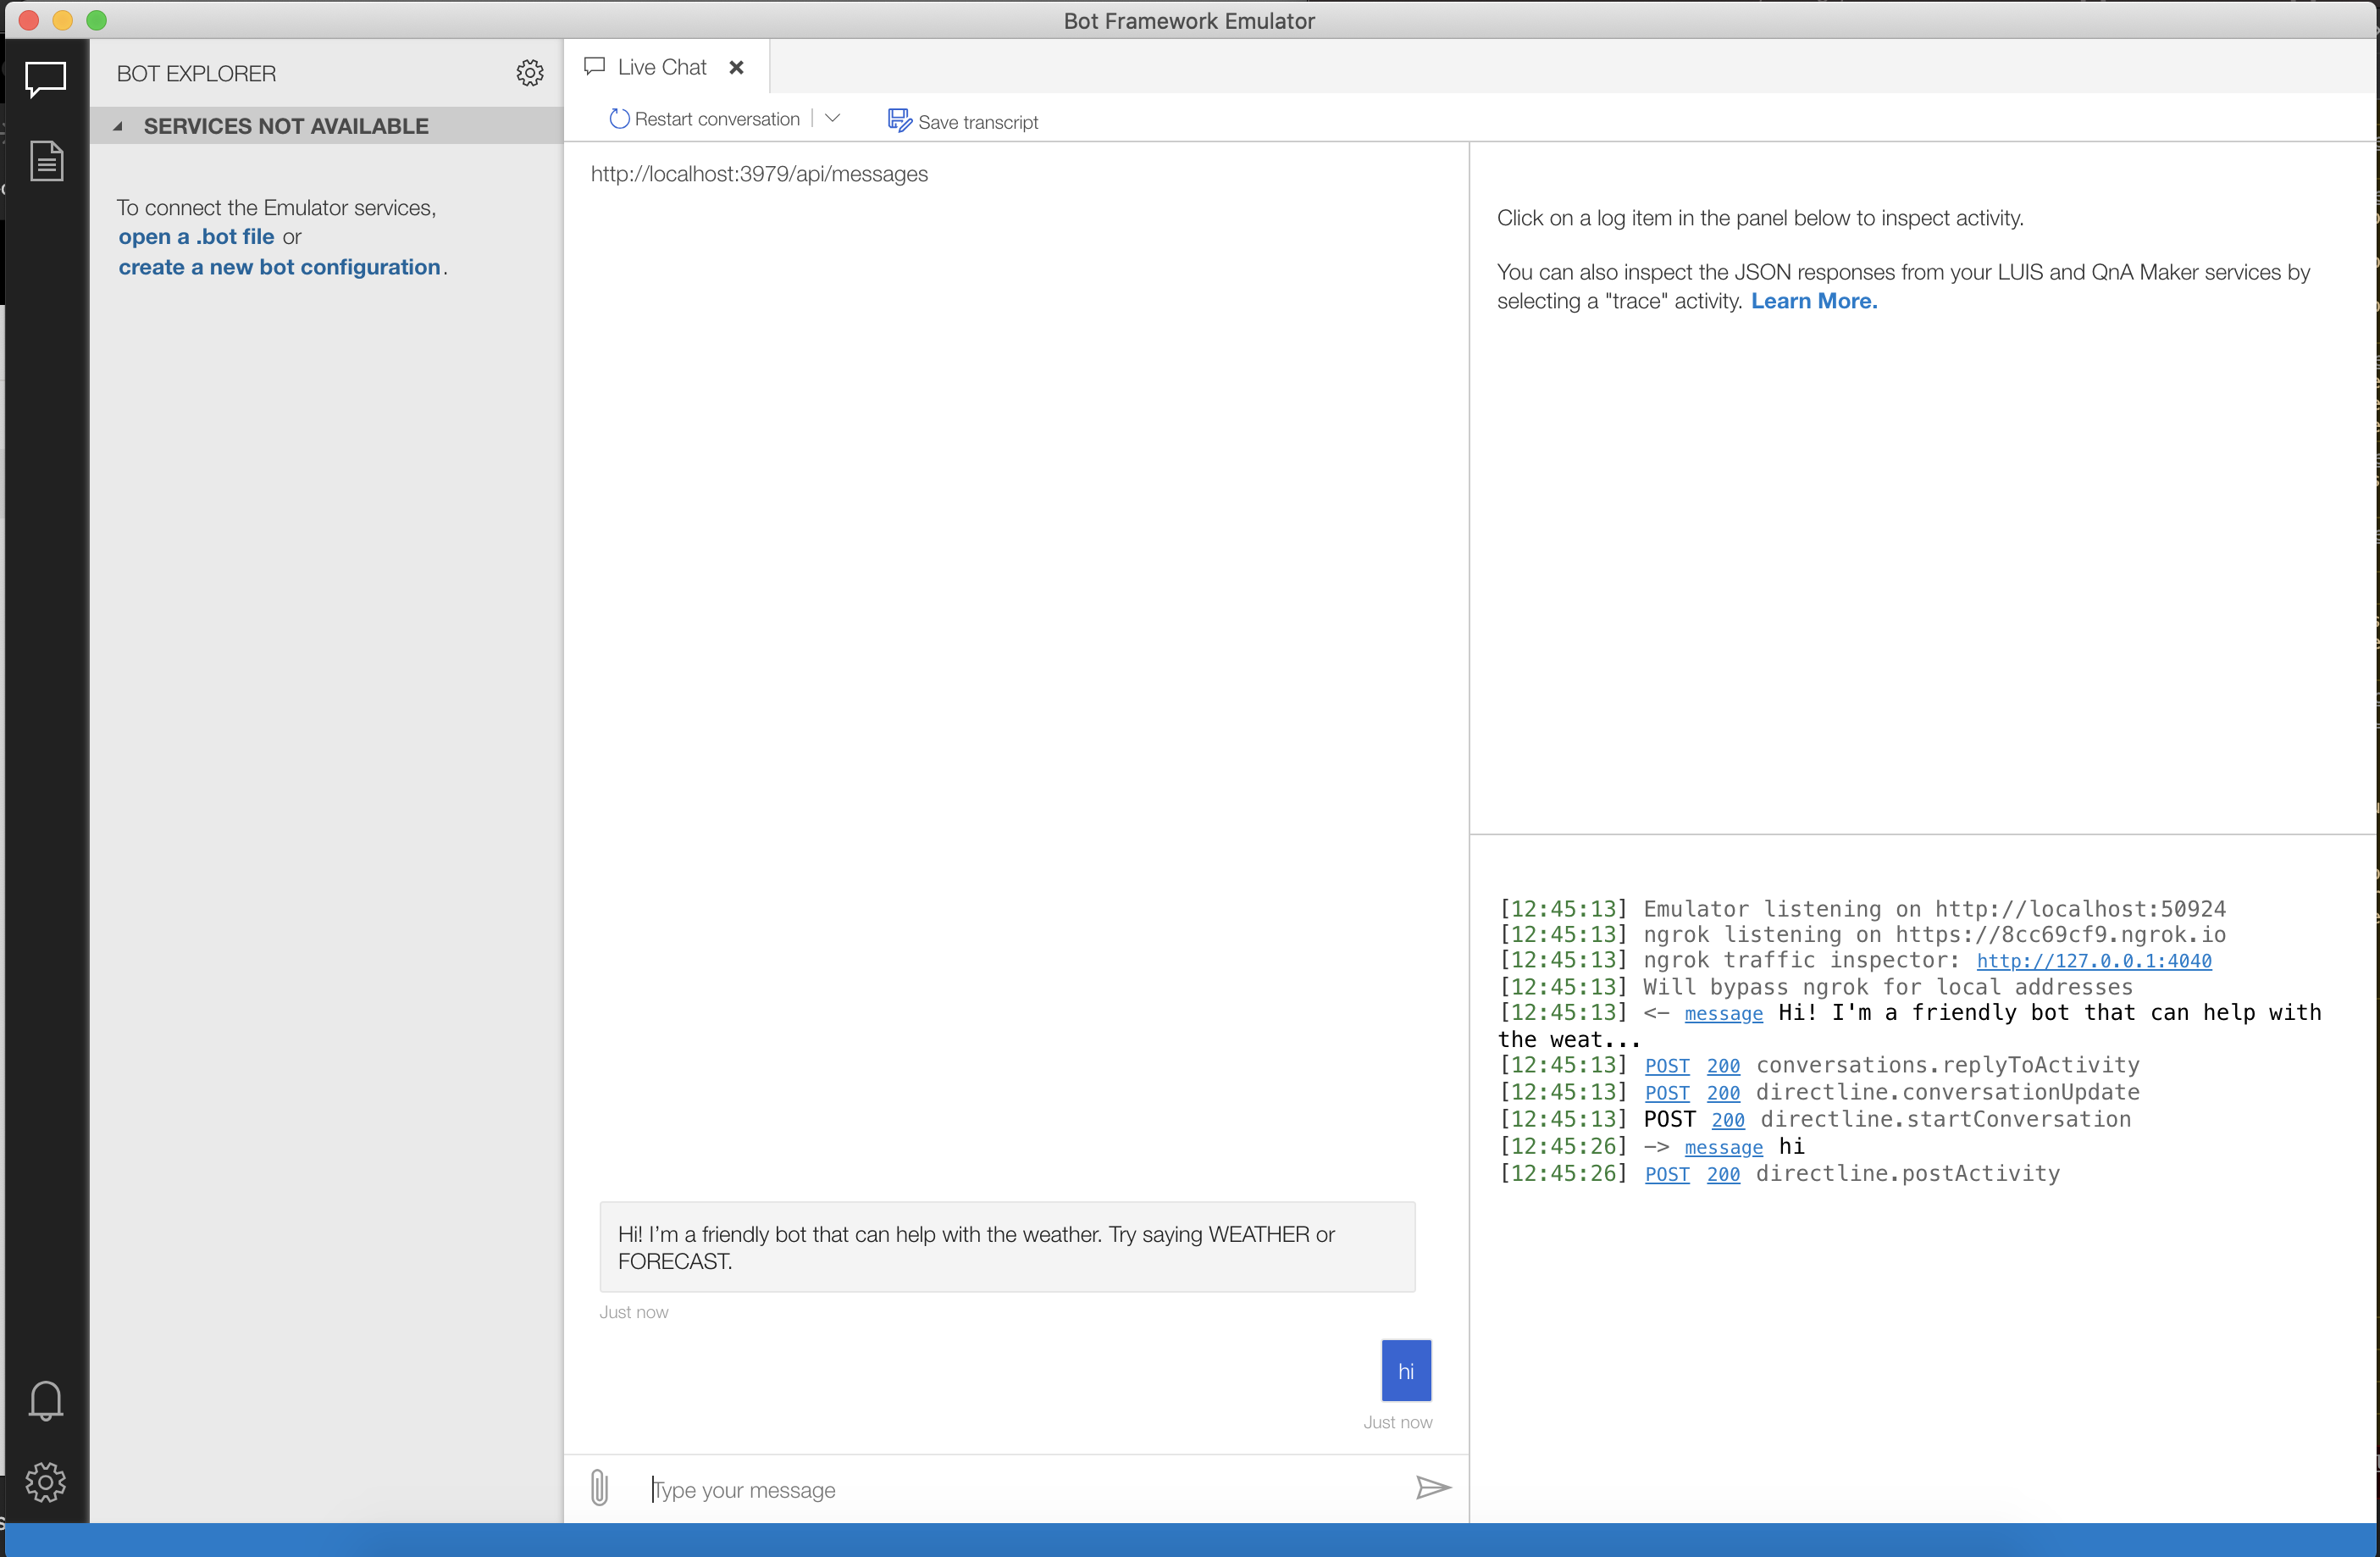 Bot Framework Emulator
BOT EXPLORER
SERVICES NOT AVAILABLE
To connect the Emulator services,
open a .bot file or
create a new bot configuration.
Live Chat
Restart conversation
Save transcript
http://localhost:3979/api/messages
Hi! I’m a friendly bot that can help with the weather. Try saying WEATHER or
FORECAST.
Just now
hi
Just now
Type your message
Click on a log item in the panel below to inspect activity.
You can also inspect the JSON responses from your LUIS and QnA Maker services by
selecting a "trace" activity. Learn More.
[12:45:13] Emulator listening on http://localhost:50924
[12:45:13] ngrok listening on https://8cc69cf9.ngrok.io
[12:45:13] ngrok traffic inspector: http://127.0.0.1:4040
[12:45:13] Will bypass ngrok for local addresses
[12:45:13] <- message Hi! I'm a friendly bot that can help with
the weat...
[12:45:13] POST 200 conversations.replyToActivity
[12:45:13] POST 200 directline.conversationUpdate
[12:45:13] POST 200 directline.startConversation
[12:45:26] -> message hi
[12:45:26] POST 200 directline.postActivity